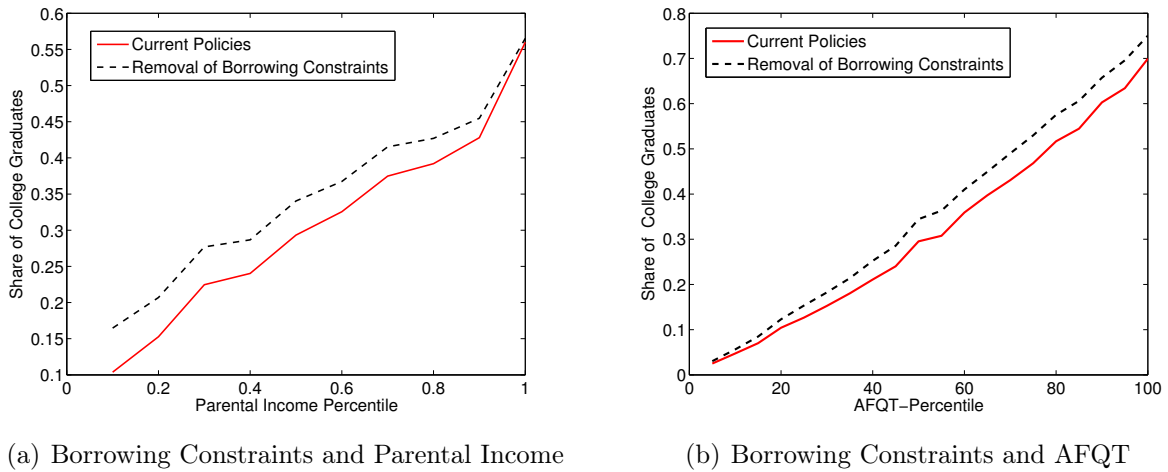 0.6
0.55
0.5
0.45
0.4
0.35
0.3
0.25
0.2
0.15
0.1
0 0.2 0.4 0.6 0.8 1
Share of College Graduates
Parental Income Percentile
Current Policies
Removal of Borrowing Constraints
(a) Borrowing Constraints and Parental Income
0.8
0.7
0.6
0.5
0.4
0.3
0.2
0.1
0
0 20 40 60 80 100
Share of College Graduates
AFQT−Percentile
Current Policies
Removal of Borrowing Constraints
(b) Borrowing Constraints and AFQT